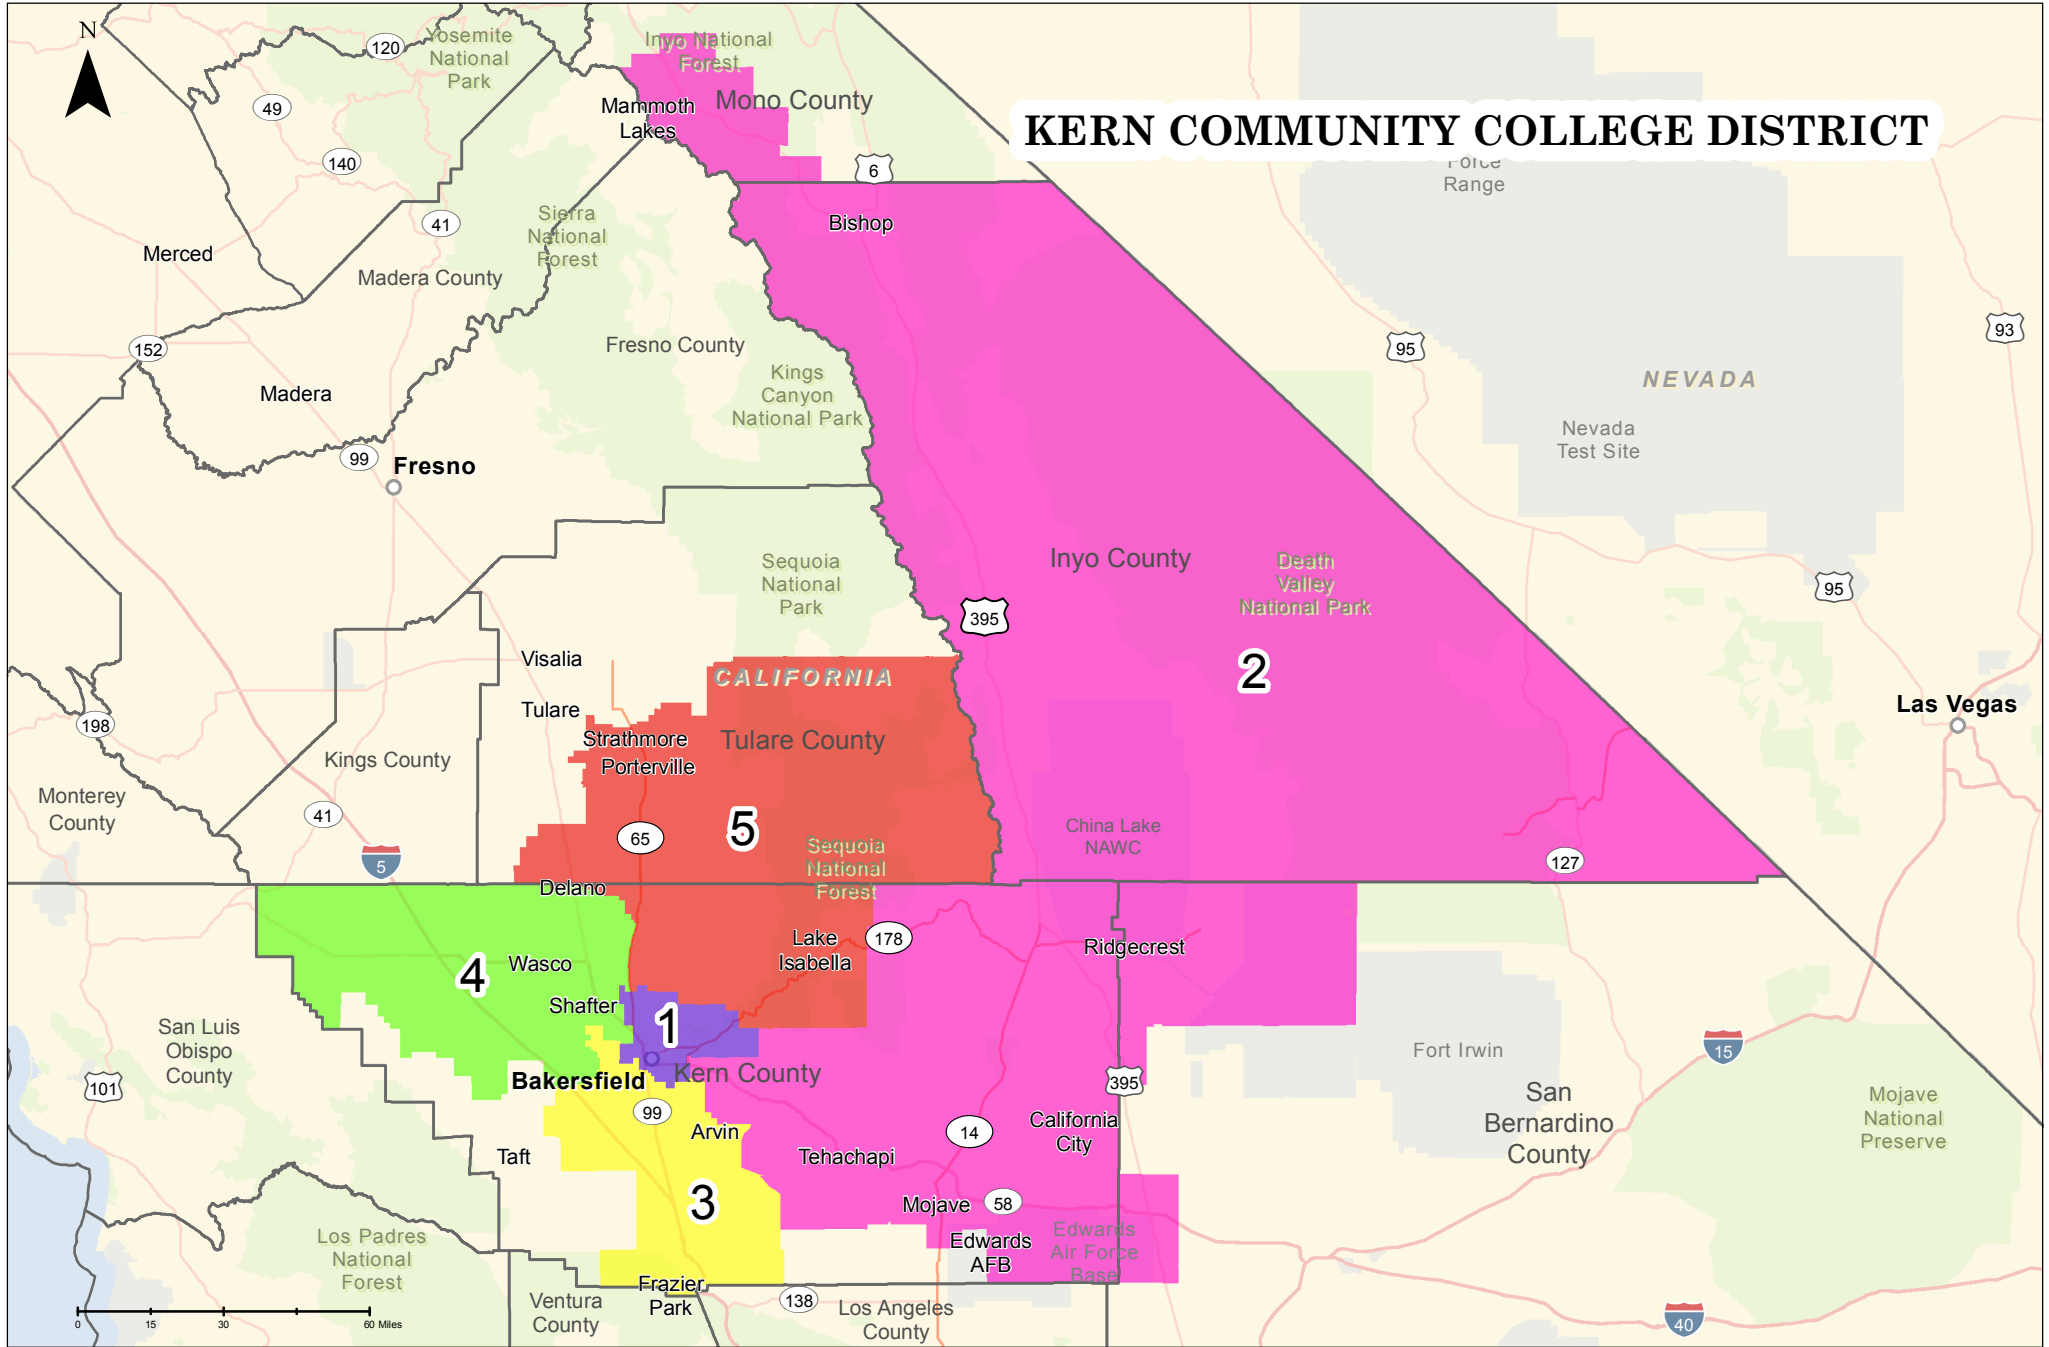 N
KERN COMMUNITY COLLEGE DISTRICT
120
Yosemite
National
Park
Inyo National
Forest
49
Mammoth
Lakes
Mono County
140
6
Force
Range
41
Sierra
National
Forest
Bishop
Merced
Madera County
93
152
Fresno County
95
Kings
Canyon
National Park
NEVADA
Madera
Nevada
Test Site
99
Fresno
Sequoia
National
Park
Inyo County
Death
Valley
National Park
95
395
Visalia
2
CALIFORNIA
Tulare
Las Vegas
198
Strathmore
Tulare County
Porterville
Kings County
Monterey
County
41
65
5
China Lake
NAWC
Sequoia
National
Forest
5
127
Delano
Lake
Isabella
178
Ridgecrest
4
Wasco
Shafter
1
San Luis
Obispo
County
Fort Irwin
15
101
Bakersfield
Kern County
395
San
Bernardino
County
Mojave
National
Preserve
99
Arvin
14
California
City
Taft
Tehachapi
3
Mojave
58
Los Padres
National
Forest
Edwards
AFB
Edwards
Air Force
Base
Frazier
Park
138
Ventura
County
Los Angeles
County
40
0
15
30
60 Miles